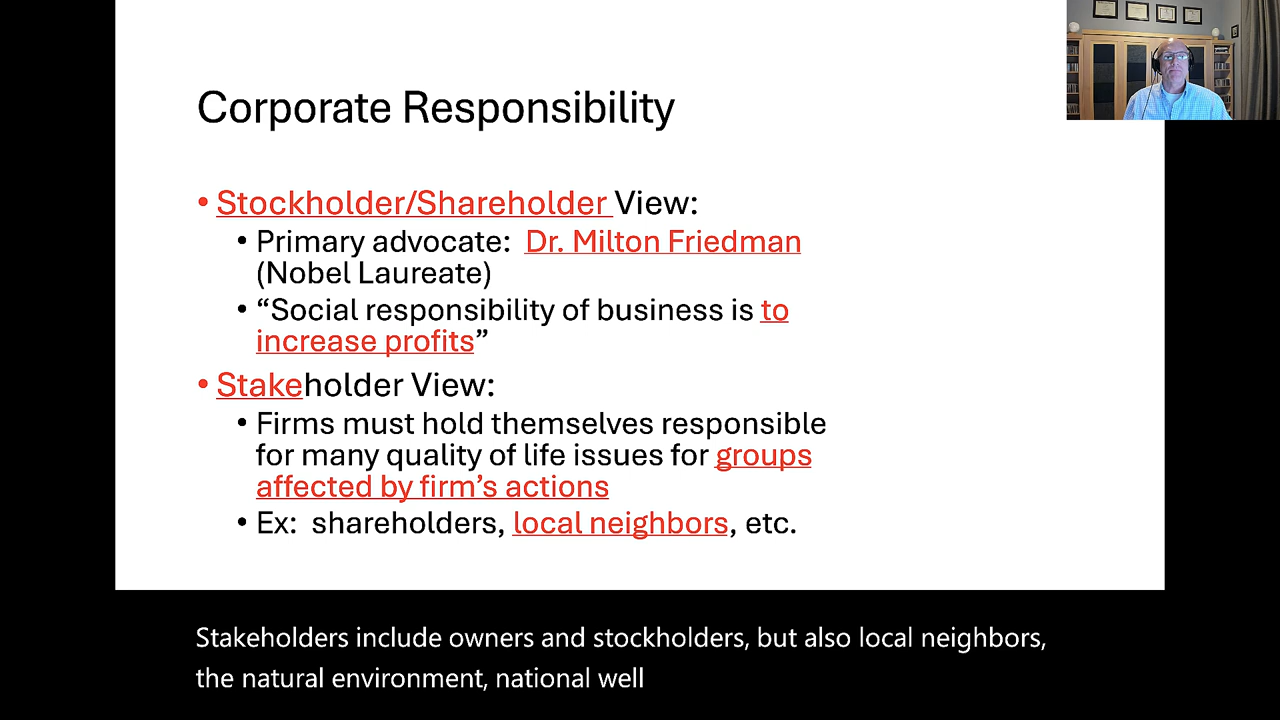 Corporate Responsibility
• Stockholder/Shareholder View:
• Primary advocate: Dr. Milton Friedman
(Nobel Laureate)
• “Social responsibility of business is to
increase profits”
• Stakeholder View:
• Firms must hold themselves responsible
for many quality of life issues for groups
affected by firm’s actions
• Ex: shareholders, local neighbors, etc.
Stakeholders include owners and stockholders, but also local neighbors,
the natural environment, national well